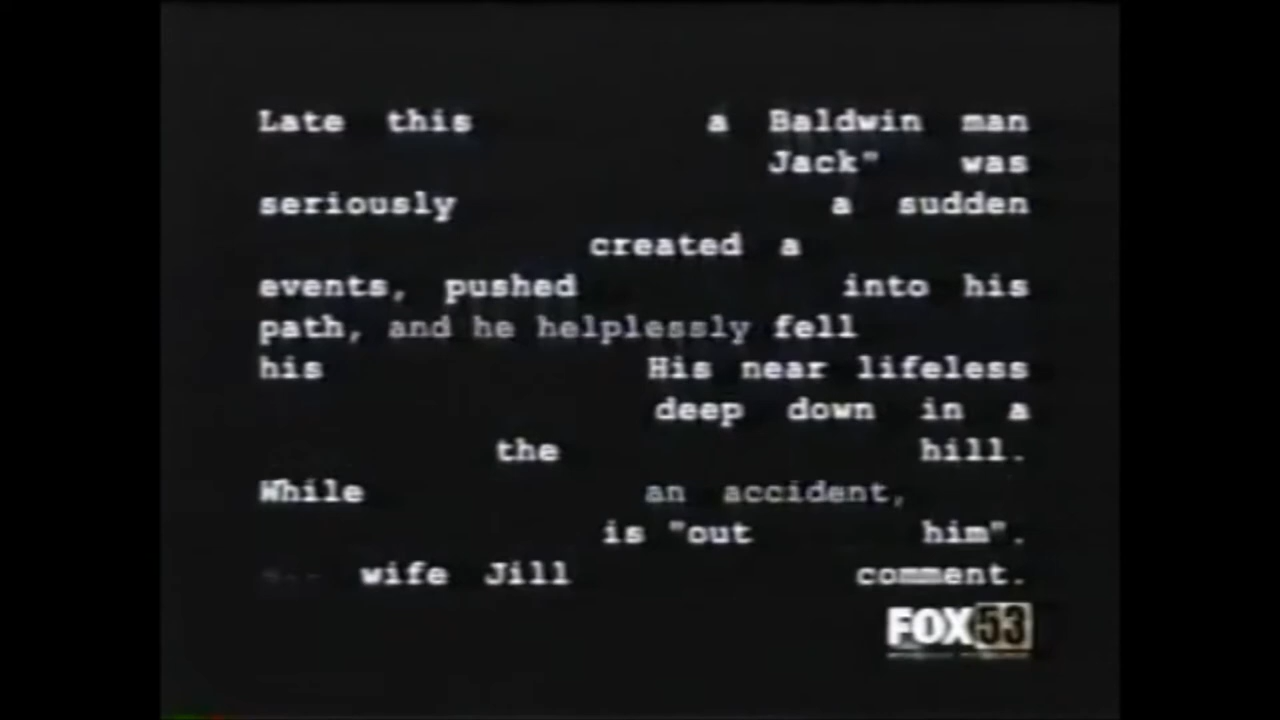 Late this a Baldwin man
Jack" was
seriously a sudden
created a
events, pushed into his
path, and he helplessly fell
his His near lifeless
deep down in a
the hill.
While an accident,
is "out him".
wife Jill comment.
FOX53